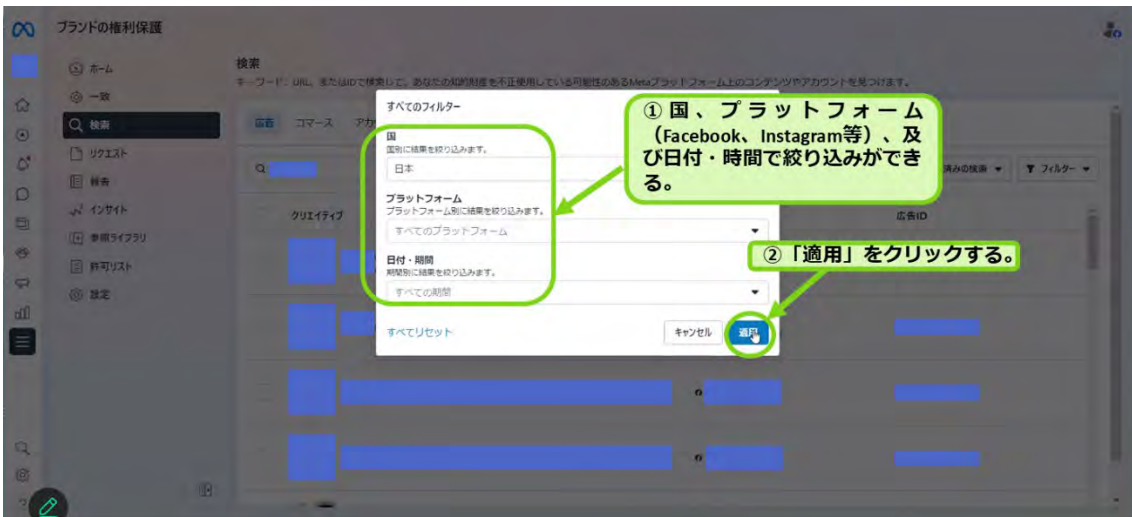 ブランドの権利保護
ホーム
一致
検索
リクエスト
報告
インサイト
参照ライブラリ
許可リスト
設定
検索
キーワード、URL、またはIDで検索して、あなたの知的財産を不正使用している可能性のあるMetaプラットフォーム上のコンテンツやアカウントを見つけます。
広告 コマース アカ
済みの検索 フィルター
クリエイティブ
広告ID
すべてのフィルター
国
国別に結果を絞り込みます。
日本
プラットフォーム
プラットフォーム別に結果を絞り込みます。
すべてのプラットフォーム
日付・期間
期間別に結果を絞り込みます。
すべての期間
すべてリセット
キャンセル
適用
①国、プラットフォーム
(Facebook、Instagram等)、及
び日付・時間で絞り込みができ
る。
②「適用」をクリックする。